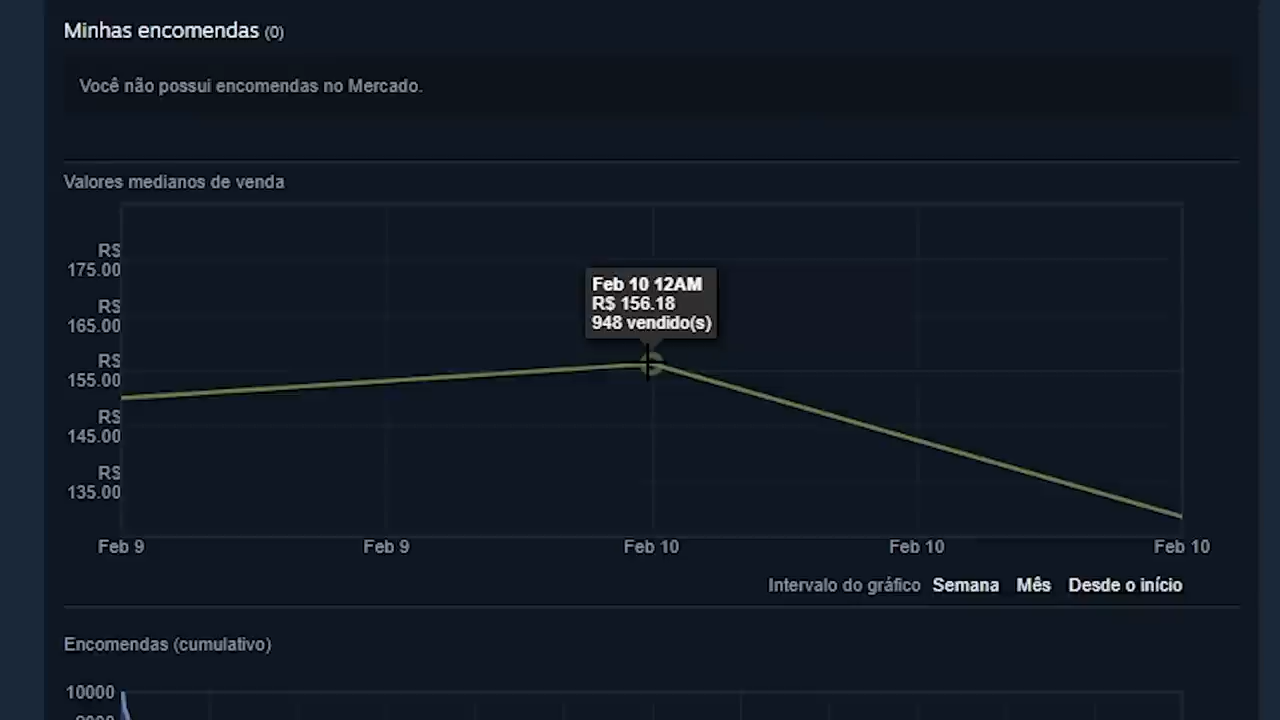 Minhas encomendas (0)
Você não possui encomendas no Mercado.
Valores medianos de venda
R$
175.00
R$
165.00
R$
155.00
R$
145.00
R$
135.00
Feb 10 12AM
R$ 156.18
948 vendido(s)
Feb 9 Feb 9 Feb 10 Feb 10 Feb 10
Intervalo do gráfico Semana Mês Desde o início
Encomendas (cumulativo)
10000